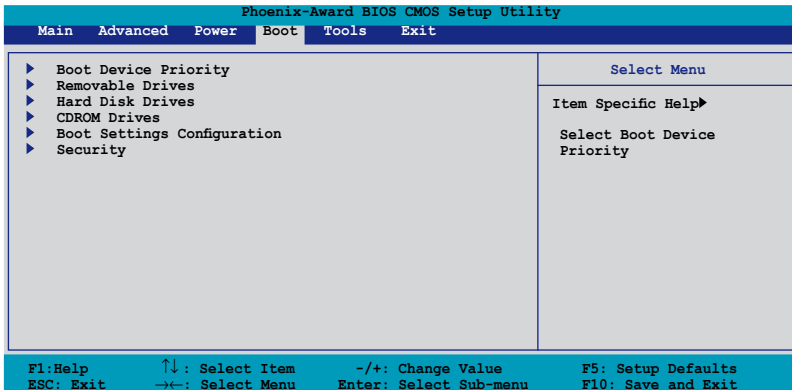 Phoenix-Award BIOS CMOS Setup Utility
Main Advanced Power Boot Tools Exit
Boot Device Priority
Removable Drives
Hard Disk Drives
CDROM Drives
Boot Settings Configuration
Security
Select Menu
Item Specific Help
Select Boot Device
Priority
F1:Help ↑↓ : Select Item -/+: Change Value F5: Setup Defaults
ESC: Exit →←: Select Menu Enter: Select Sub-menu F10: Save and Exit